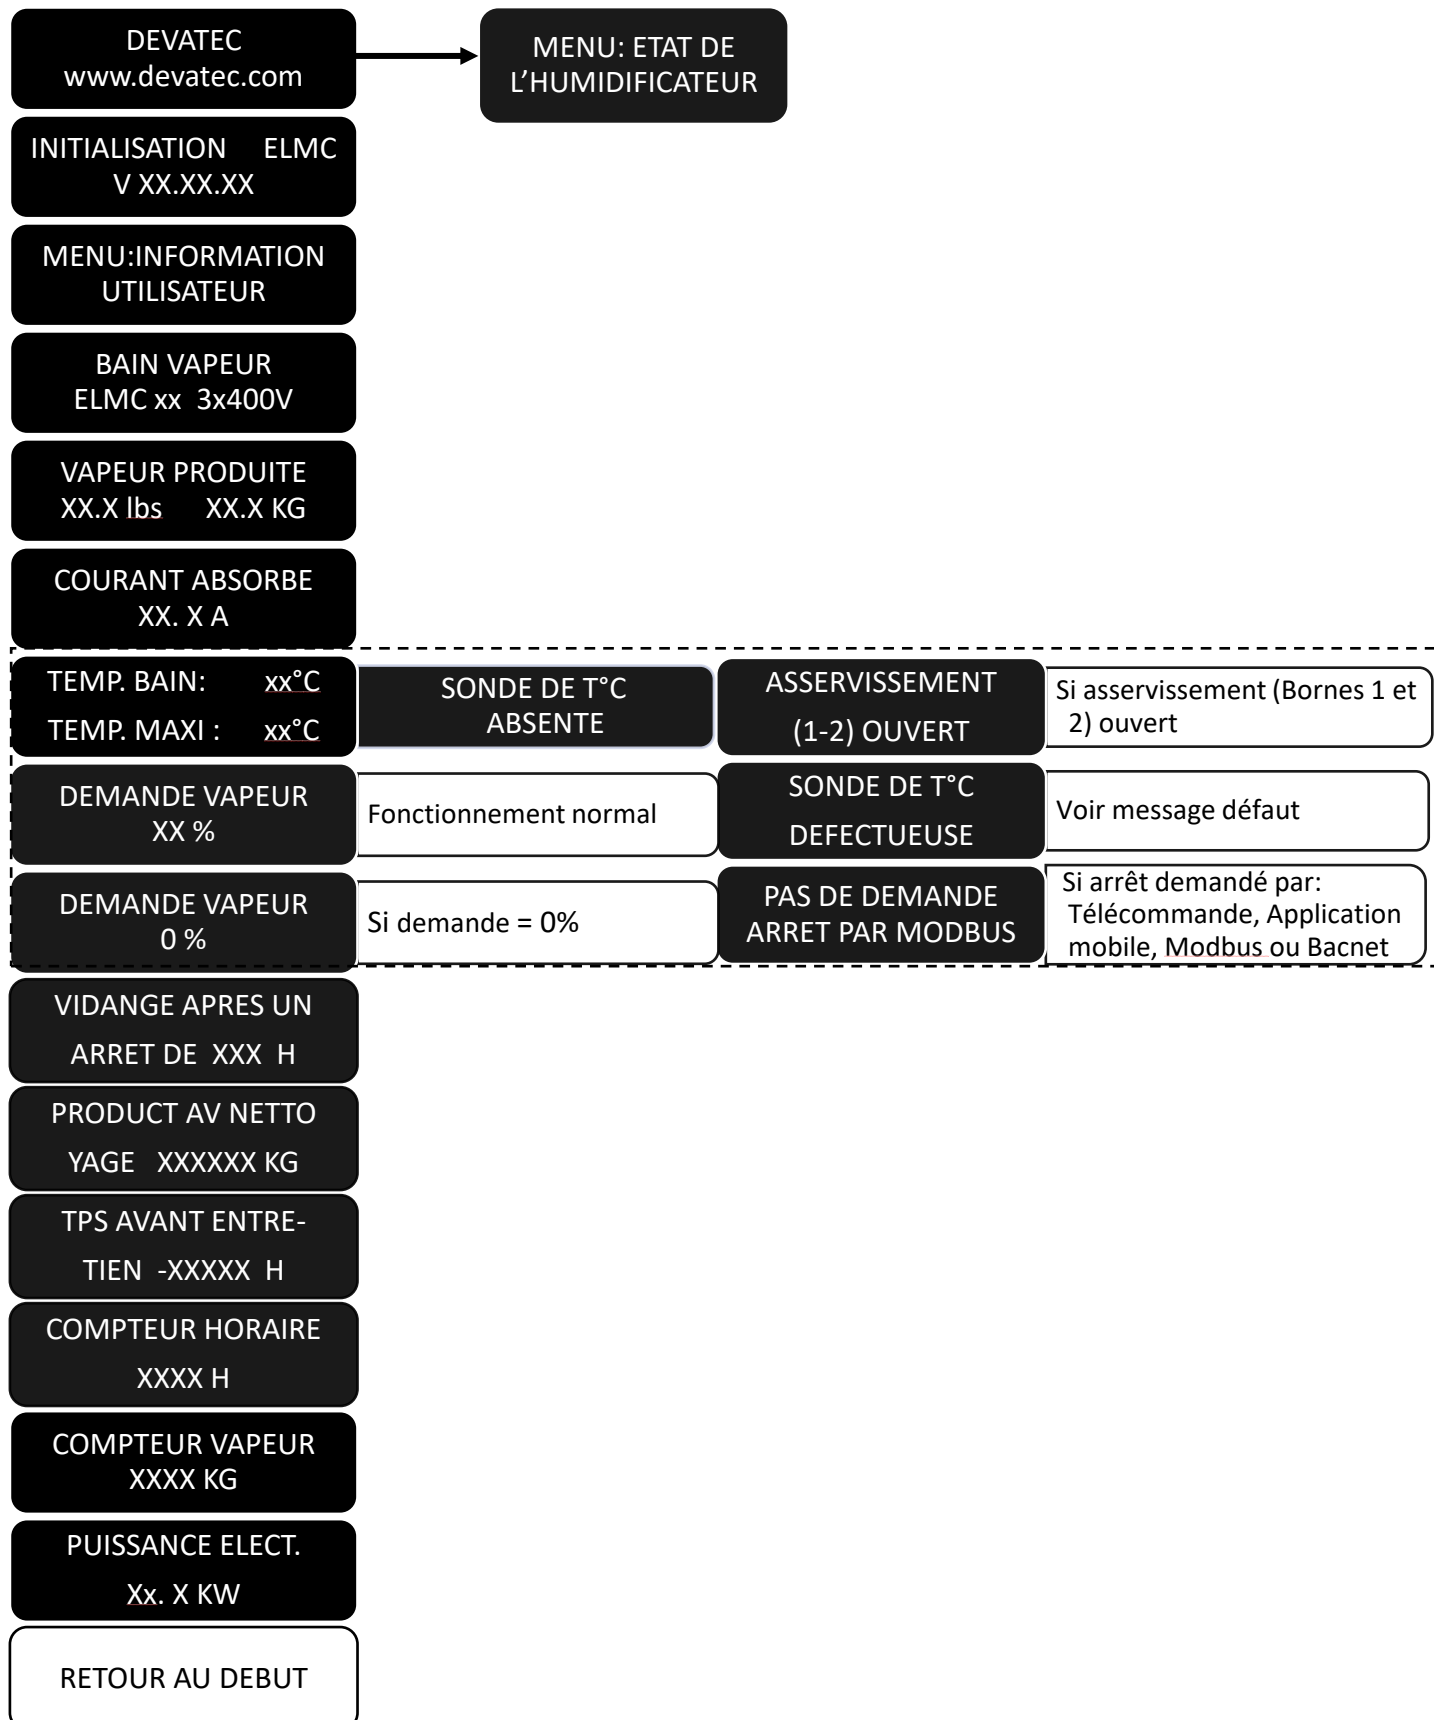 DEVATEC
www.devatec.com
MENU: ETAT DE
L’HUMIDIFICATEUR
INITIALISATION ELMC
V XX.XX.XX
MENU:INFORMATION
UTILISATEUR
BAIN VAPEUR
ELMC xx 3x400V
VAPEUR PRODUITE
XX.X lbs XX.X KG
COURANT ABSORBE
XX. X A
TEMP. BAIN: xx°C
TEMP. MAXI : xx°C
SONDE DE T°C
ABSENTE
ASSERVISSEMENT
(1-2) OUVERT
Si asservissement (Bornes 1 et
2) ouvert
DEMANDE VAPEUR
XX %
Fonctionnement normal
SONDE DE T°C
DEFECTUEUSE
Voir message défaut
DEMANDE VAPEUR
0 %
Si demande = 0%
PAS DE DEMANDE
ARRET PAR MODBUS
Si arrêt demandé par:
Télécommande, Application
mobile, Modbus ou Bacnet
VIDANGE APRES UN
ARRET DE XXX H
PRODUCT AV NETTO
YAGE XXXXXX KG
TPS AVANT ENTRE-
TIEN -XXXXX H
COMPTEUR HORAIRE
XXXX H
COMPTEUR VAPEUR
XXXX KG
PUISSANCE ELECT.
Xx. X KW
RETOUR AU DEBUT